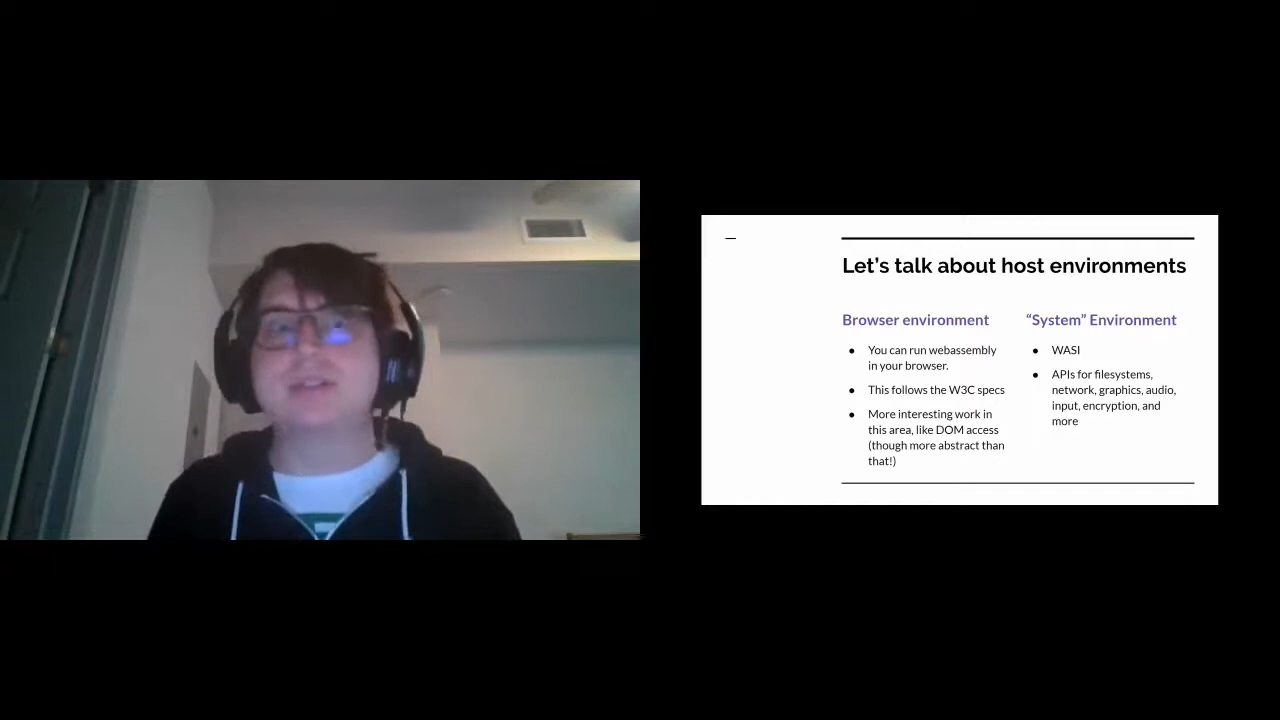 Let’s talk about host environments
Browser environment
● You can run webassembly
in your browser.
● This follows the W3C specs
● More interesting work in
this area, like DOM access
(though more abstract than
that!)
“System” Environment
● WASI
● APIs for filesystems,
network, graphics, audio,
input, encryption, and
more